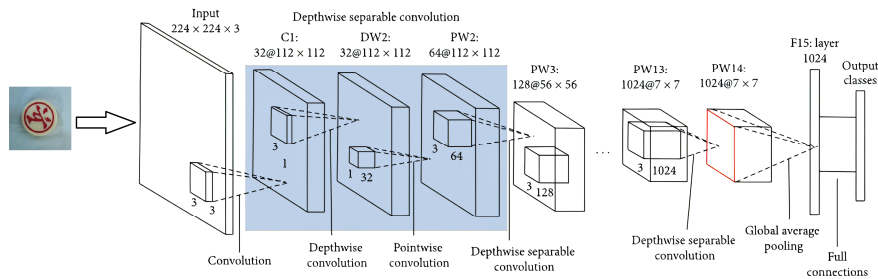 Input
224 × 224 × 3
Depthwise separable convolution
C1:
32@112 × 112
DW2:
32@112 × 112
PW2:
64@112 × 112
PW3:
128@56 × 56
PW13:
1024@7 × 7
PW14:
1024@7 × 7
F15: layer
1024
Output
classes
3
1
3
3
1
32
3
64
3
128
...
3
1024
Convolution
Depthwise
convolution
Pointwise
convolution
Depthwise separable
convolution
Depthwise separable
convolution
Global average
pooling
Full
connections